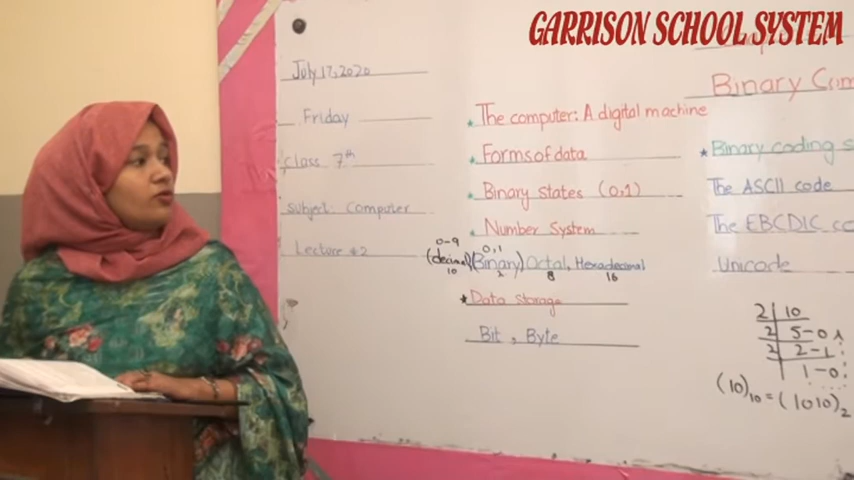 GARRISON SCHOOL SYSTEM
July 17, 2020
Friday
Class 7th
Subject: Computer
Lecture #2
* The computer: A digital machine
* Forms of data
* Binary States (0,1)
* Number System
0-9 0,1
(decimal) (Binary) Octal, Hexadecimal
10 2 8 16
* Data Storage
Bit , Byte
Binary Com
* Binary coding s
The ASCII code
The EBCDIC co
Unicode
2 10
2 5-0
2 2-1
1-0
(10)10 = (1010)2